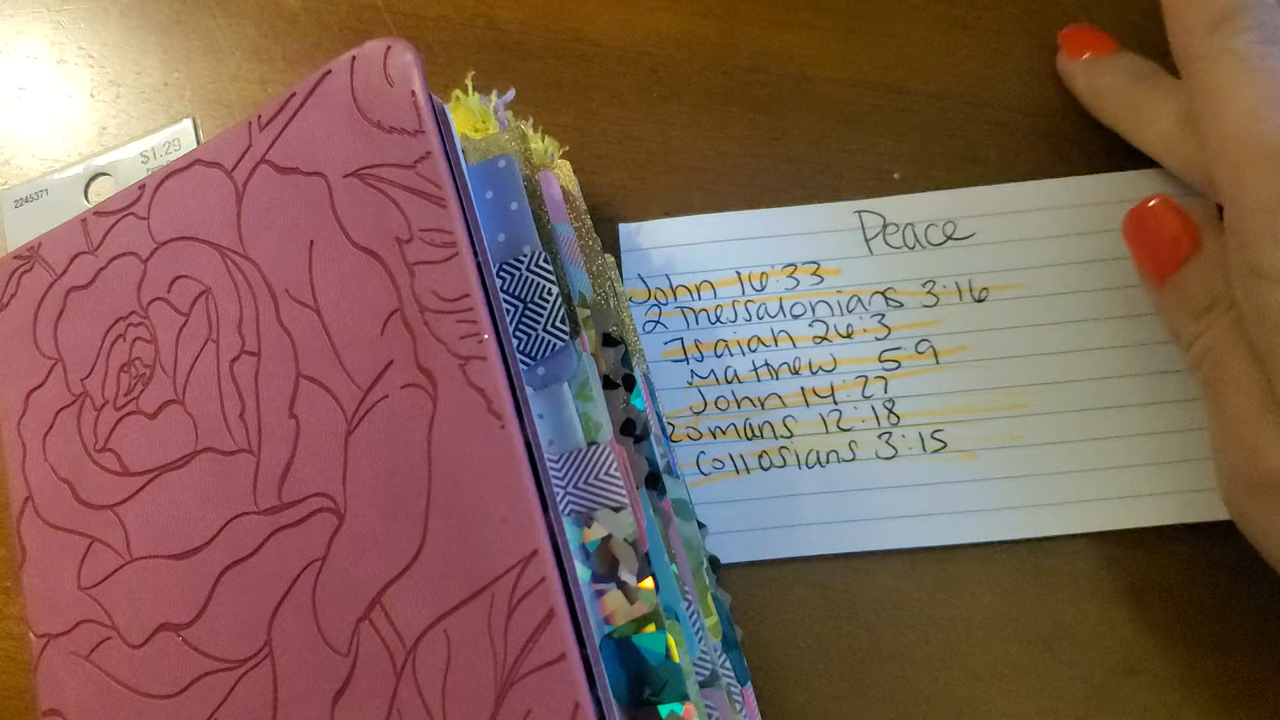 $1.29
2245371
Peace
John 16:33
2 Thessalonians 3:16
Isaiah 26:3
Matthew 5:9
John 14:27
Romans 12:18
Collosians 3:15